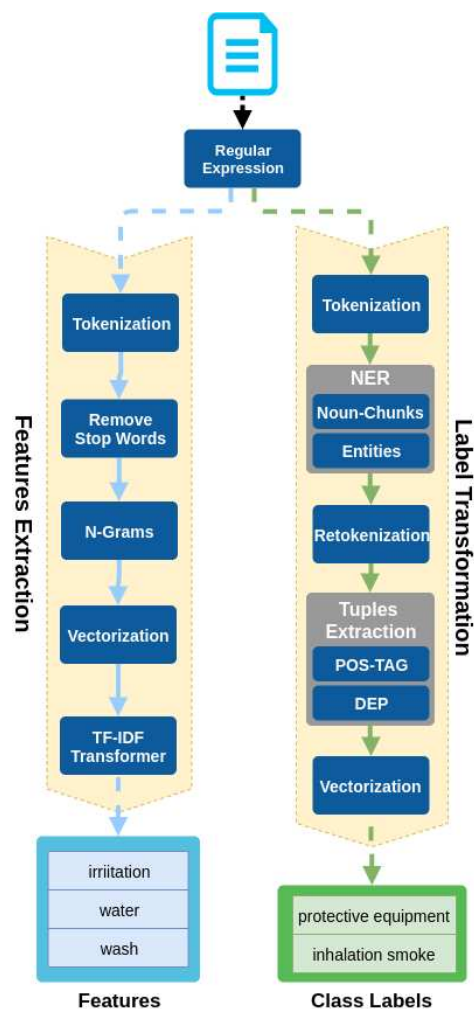 Regular
Expression
Features Extraction
Tokenization
Remove
Stop Words
N-Grams
Vectorization
TF-IDF
Transformer
irriitation
water
wash
Features
Label Transformation
Tokenization
NER
Noun-Chunks
Entities
Retokenization
Tuples
Extraction
POS-TAG
DEP
Vectorization
protective equipment
inhalation smoke
Class Labels